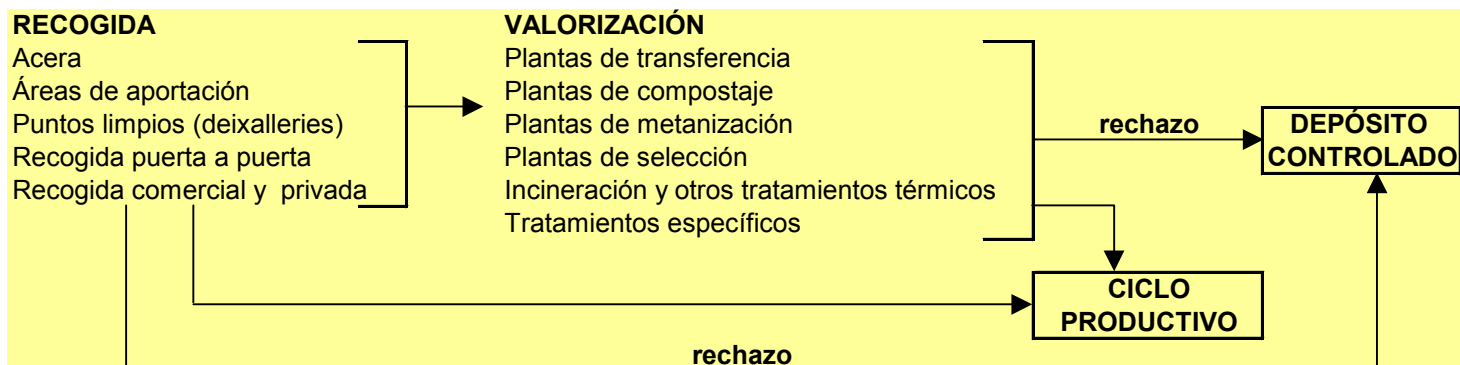 RECOGIDA
Acera
Áreas de aportación
Puntos limpios (deixalleries)
Recogida puerta a puerta
Recogida comercial y privada
VALORIZACIÓN
Plantas de transferencia
Plantas de compostaje
Plantas de metanización
Plantas de selección
Incineración y otros tratamientos térmicos
Tratamientos específicos
rechazo
DEPÓSITO
CONTROLADO
CICLO
PRODUCTIVO
rechazo